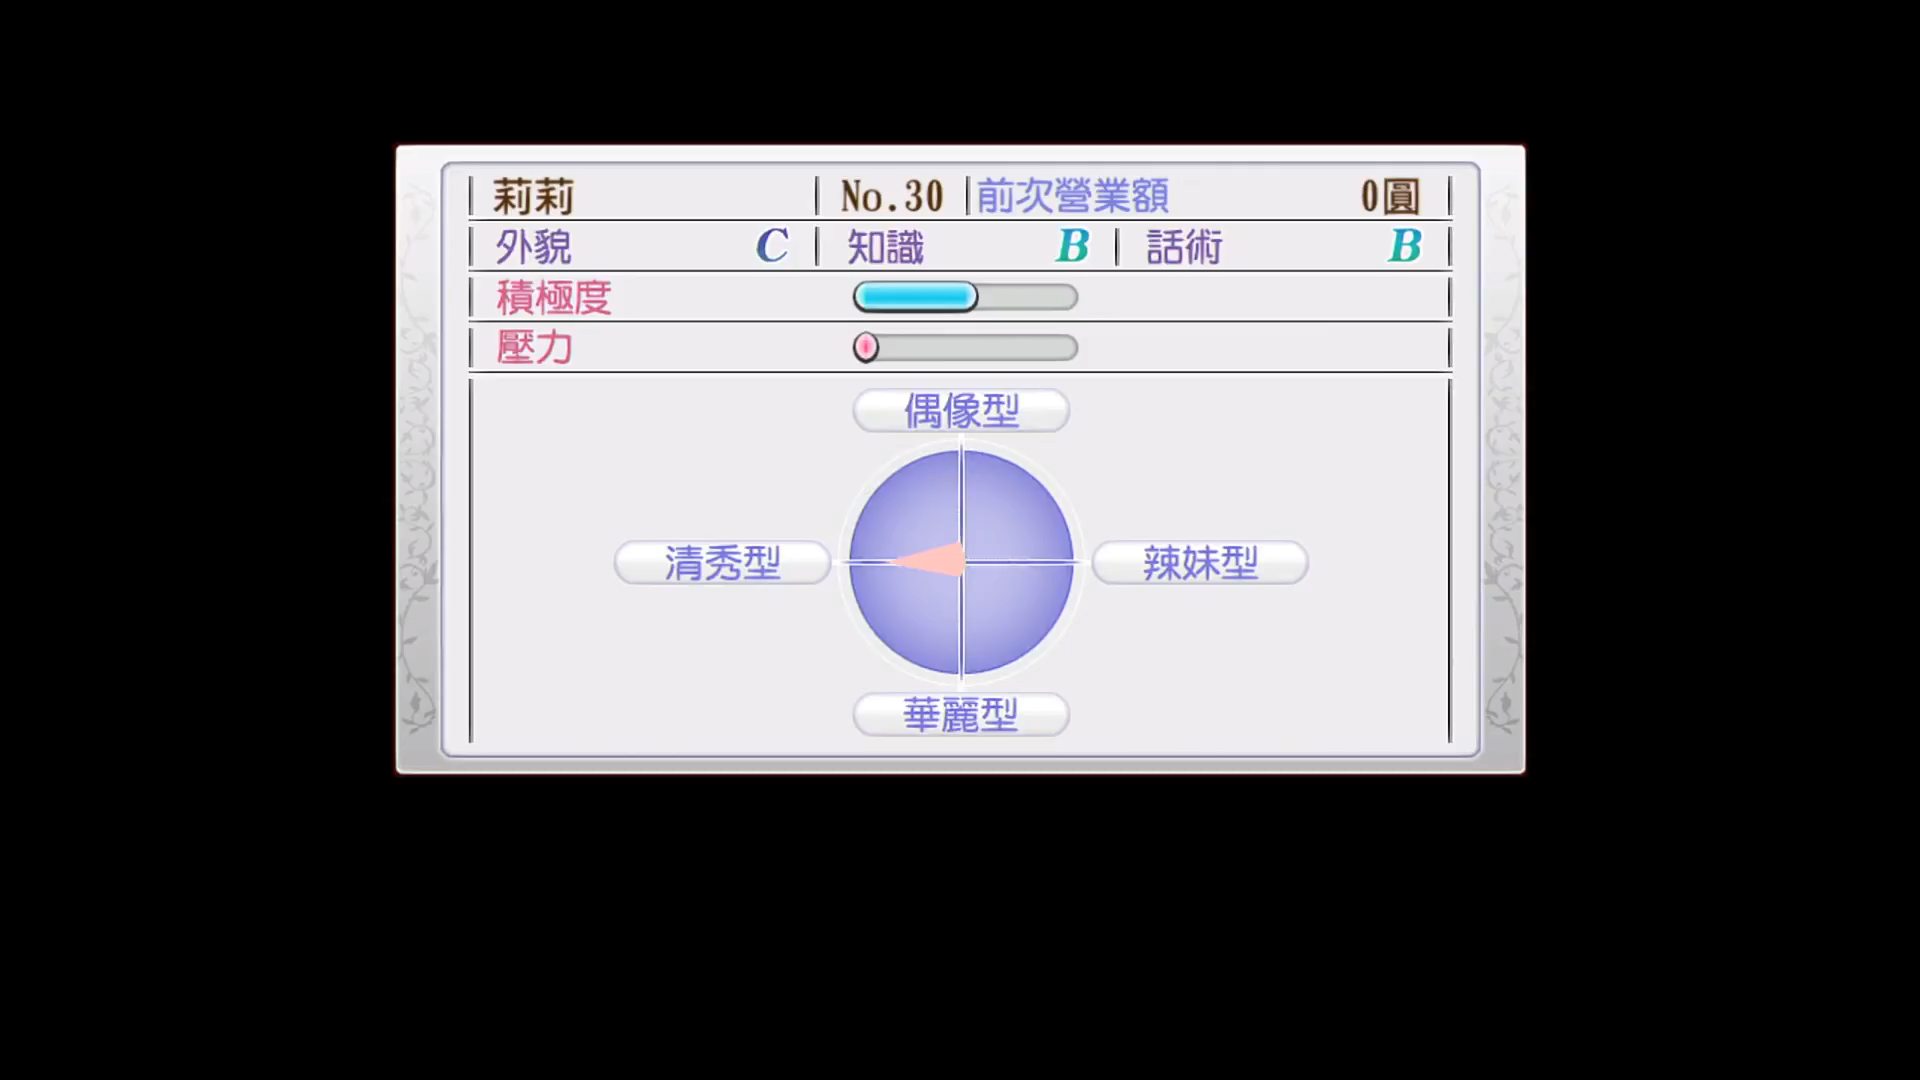 莉莉 No.30 前次營業額 0圓
外貌 C 知識 B 話術 B
積極度
壓力
偶像型
清秀型 辣妹型
華麗型